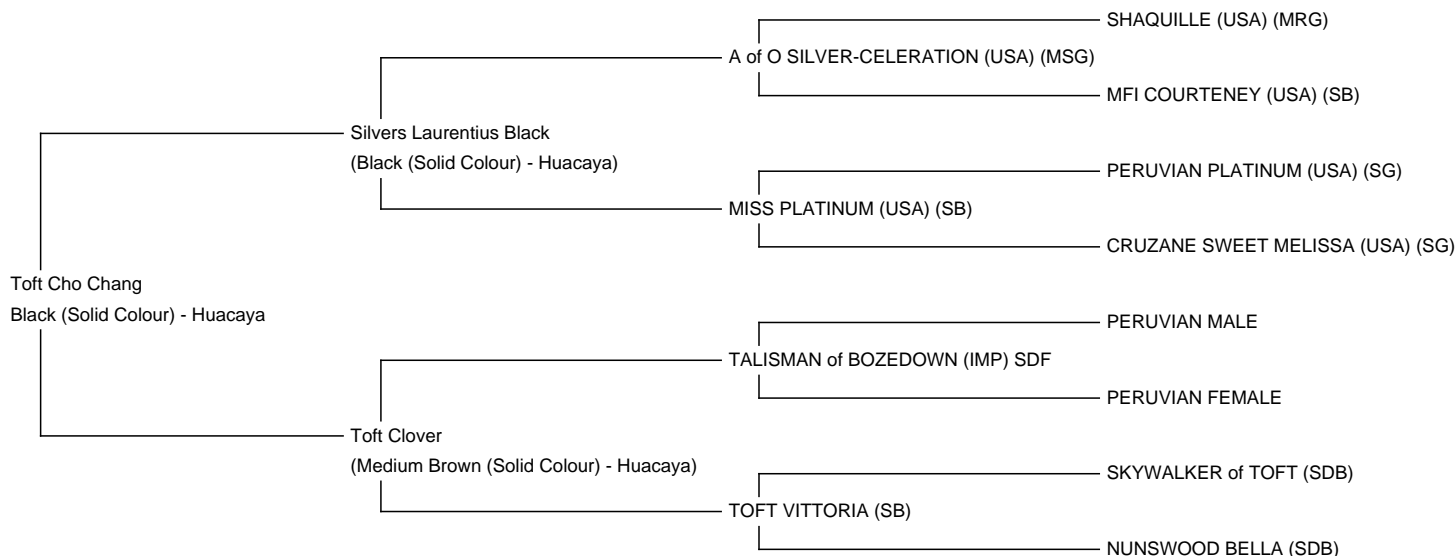 SHAQUILLE (USA) (MRG)
A of O SILVER-CELERATION (USA) (MSG)
MFI COURTENEY (USA) (SB)
Silvers Laurentius Black
(Black (Solid Colour) - Huacaya)
PERUVIAN PLATINUM (USA) (SG)
MISS PLATINUM (USA) (SB)
CRUZANE SWEET MELISSA (USA) (SG)
Toft Cho Chang
Black (Solid Colour) - Huacaya
PERUVIAN MALE
TALISMAN of BOZEDOWN (IMP) SDF
PERUVIAN FEMALE
Toft Clover
(Medium Brown (Solid Colour) - Huacaya)
SKYWALKER of TOFT (SDB)
TOFT VITTORIA (SB)
NUNSWOOD BELLA (SDB)